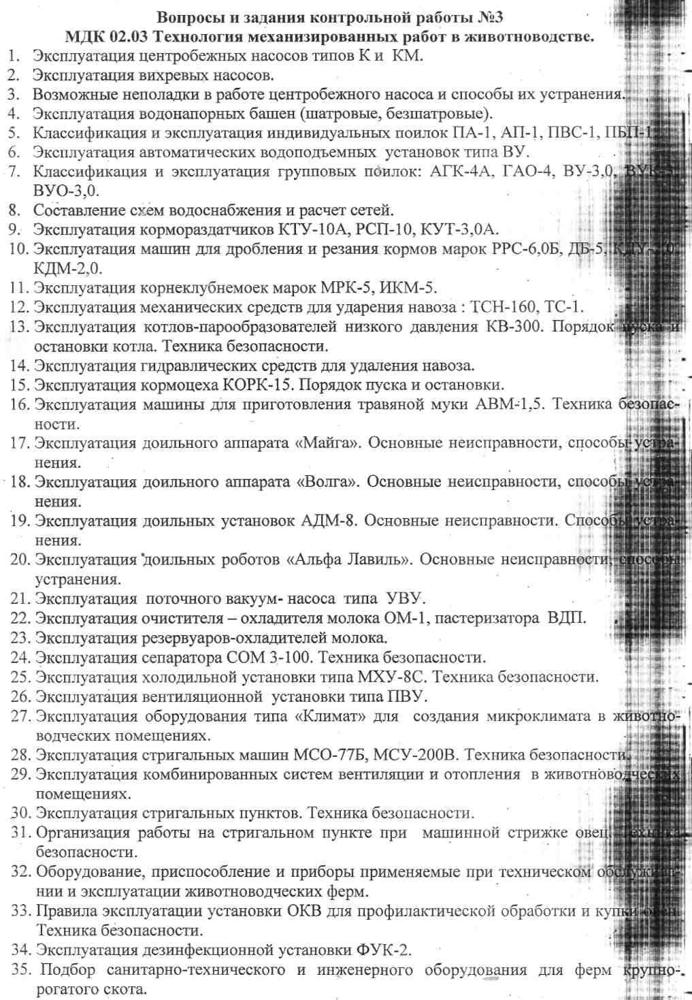 Вопросы и задания контрольной работы №3
МДК 02.03 Технология механизированных работ в животноводстве.
1. Эксплуатация центробежных насосов типов К и КМ.
2. Эксплуатация вихревых насосов.
3. Возможные неполадки в работе центробежного насоса и способы их устранения.
4. Эксплуатация водонапорных башен (шатровые, безшатровые).
5. Классификация и эксплуатация индивидуальных поилок ПА-1, АП-1, ПВС-1, ПБП-1.
6. Эксплуатация автоматических водоподъемных установок типа ВУ.
7. Классификация и эксплуатация групповых поилок: АГК-4А, ГАО-4, ВУ-3,0, ВУК-3,
ВУО-3,0.
8. Составление схем водоснабжения и расчет сетей.
9. Эксплуатация кормораздатчиков КТУ-10А, РСП-10, КУТ-3,0А.
10. Эксплуатация машин для дробления и резания кормов марок РРС-6,0Б, ДБ-5,
КДМ-2,0.
11. Эксплуатация корнеклубнемоек марок МРК-5, ИКМ-5.
12. Эксплуатация механических средств для ударения навоза : ТСН-160, ТС-1.
13. Эксплуатация котлов-парообразователей низкого давления КВ-300. Порядок пуска и
остановки котла. Техника безопасности.
14. Эксплуатация гидравлических средств для удаления навоза.
15. Эксплуатация кормоцеха КОРК-15. Порядок пуска и остановки.
16. Эксплуатация машины для приготовления травяной муки АВМ-1,5. Техника безопас-
ности.
17. Эксплуатация доильного аппарата «Майга». Основные неисправности, способы устра-
нения.
18. Эксплуатация доильного аппарата «Волга». Основные неисправности, способы устра-
нения.
19. Эксплуатация доильных установок АДМ-8. Основные неисправности. Способы устра-
нения.
20. Эксплуатация доильных роботов «Альфа Лавиль». Основные неисправности, способы
устранения.
21. Эксплуатация поточного вакуум- насоса типа УВУ.
22. Эксплуатация очистителя – охладителя молока ОМ-1, пастеризатора ВДП.
23. Эксплуатация резервуаров-охладителей молока.
24. Эксплуатация сепаратора СОМ 3-100. Техника безопасности.
25. Эксплуатация холодильной установки типа МХУ-8С. Техника безопасности.
26. Эксплуатация вентиляционной установки типа ПВУ.
27. Эксплуатация оборудования типа «Климат» для создания микроклимата в животно-
водческих помещениях.
28. Эксплуатация стригальных машин МСО-77Б, МСУ-200В. Техника безопасности.
29. Эксплуатация комбинированных систем вентиляции и отопления в животноводческих
помещениях.
30. Эксплуатация стригальных пунктов. Техника безопасности.
31. Организация работы на стригальном пункте при машинной стрижке овец. Техника
безопасности.
32. Оборудование, приспособление и приборы применяемые при техническом обслужива-
нии и эксплуатации животноводческих ферм.
33. Правила эксплуатации установки ОКВ для профилактической обработки и купки овец.
Техника безопасности.
34. Эксплуатация дезинфекционной установки ФУК-2.
35. Подбор санитарно-технического и инженерного оборудования для ферм крупно-
рогатого скота.